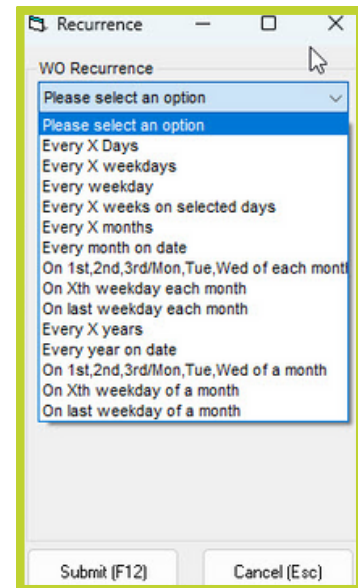 Recurrence
WO Recurrence
Please select an option
Please select an option
Every X Days
Every X weekdays
Every weekday
Every X weeks on selected days
Every X months
Every month on date
On 1st,2nd,3rd/Mon,Tue,Wed of each mont
On Xth weekday each month
On last weekday each month
Every X years
Every year on date
On 1st,2nd,3rd/Mon,Tue,Wed of a month
On Xth weekday of a month
On last weekday of a month
Submit (F12) Cancel (Esc)